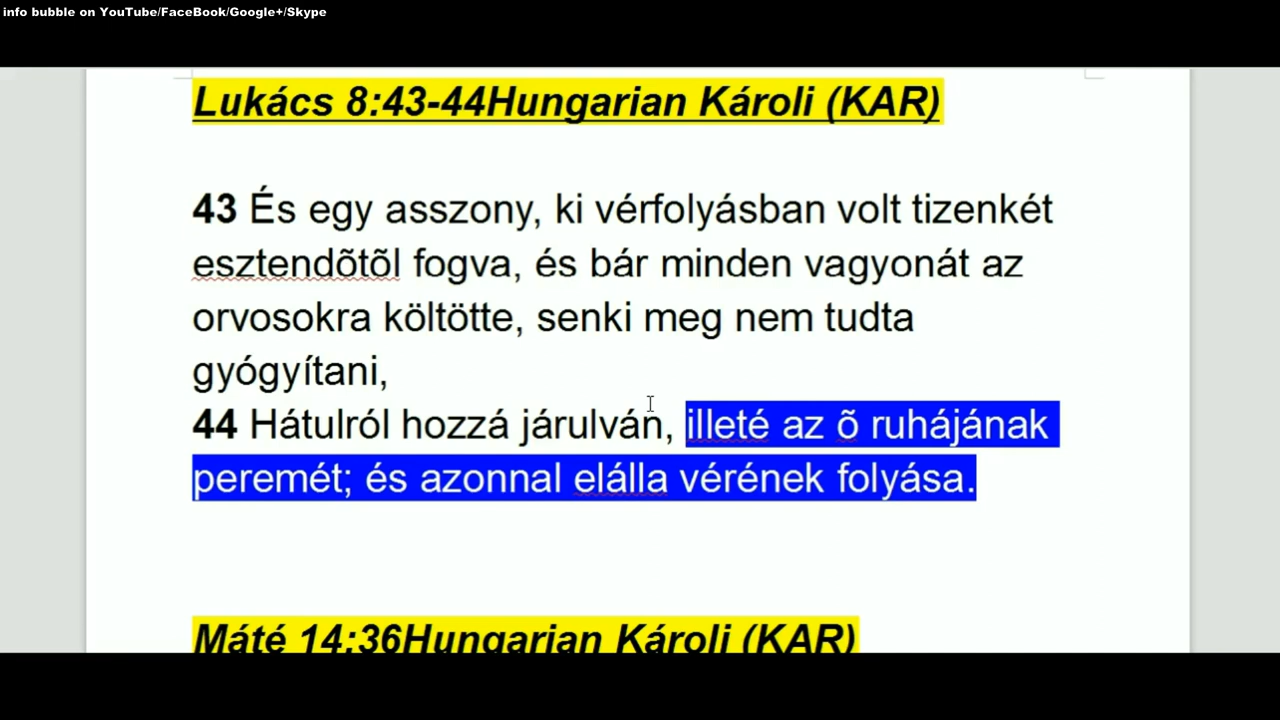 info bubble on YouTube/FaceBook/Google+/Skype
Lukács 8:43-44Hungarian Károli (KAR)
43 És egy asszony, ki vérfolyásban volt tizenkét
esztendõtõl fogva, és bár minden vagyonát az
orvosokra költötte, senki meg nem tudta
gyógyítani,
44 Hátulról hozzá járulván, illeté az õ ruhájának
peremét; és azonnal elálla vérének folyása.
Máté 14:36Hungarian Károli (KAR)